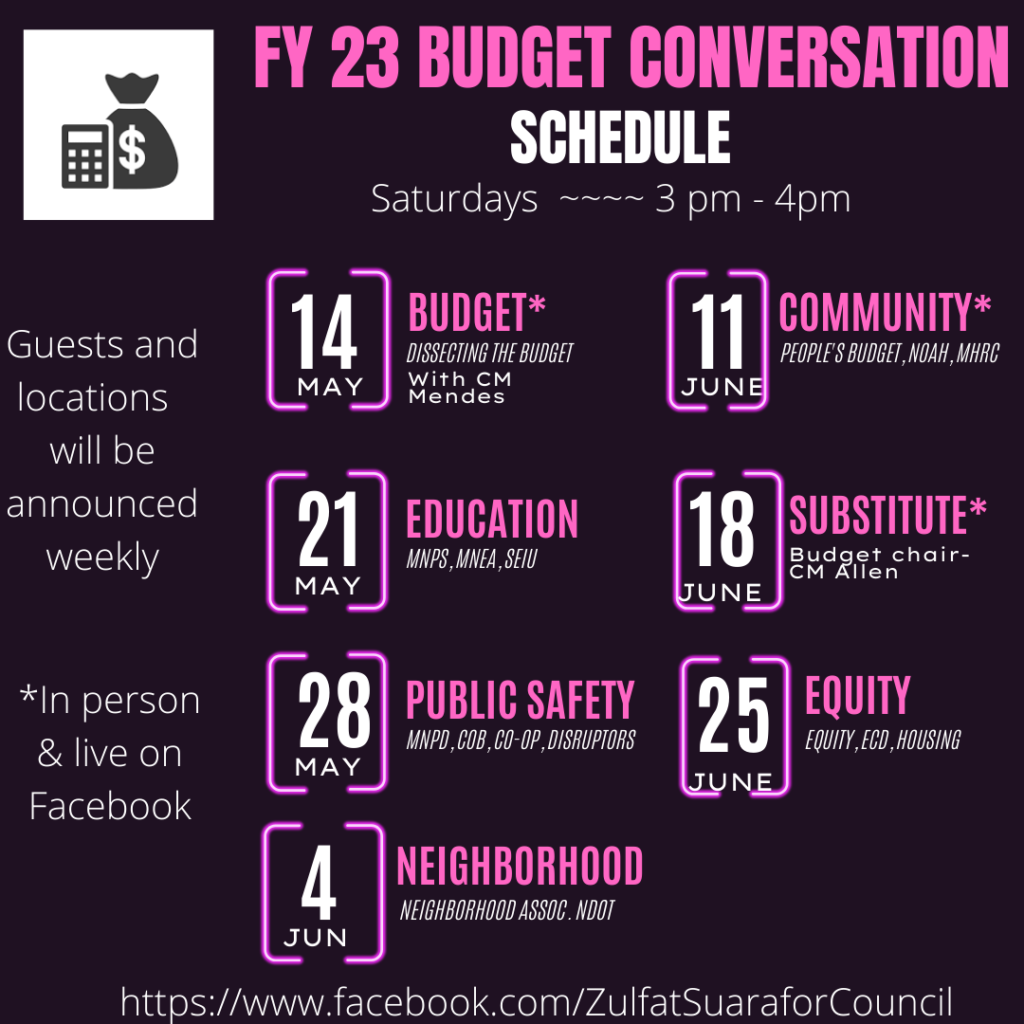 FY 23 BUDGET CONVERSATION
SCHEDULE
Saturdays ~~~~ 3 pm - 4pm
$
Guests and
locations
will be
announced
weekly
*In person
& live on
Facebook
14
MAY
BUDGET*
DISSECTING THE BUDGET
With CM
Mendes
21
MAY
EDUCATION
MNPS, MNEA, SEIU
28
MAY
PUBLIC SAFETY
MNPD, COB, CO-OP, DISRUPTORS
4
JUN
NEIGHBORHOOD
NEIGHBORHOOD ASSOC. NDOT
11
JUNE
COMMUNITY*
PEOPLE'S BUDGET, NOAH, MHRC
18
JUNE
SUBSTITUTE*
Budget chair-
CM Allen
25
JUNE
EQUITY
EQUITY, ECD, HOUSING
https://www.facebook.com/ZulfatSuaraforCouncil